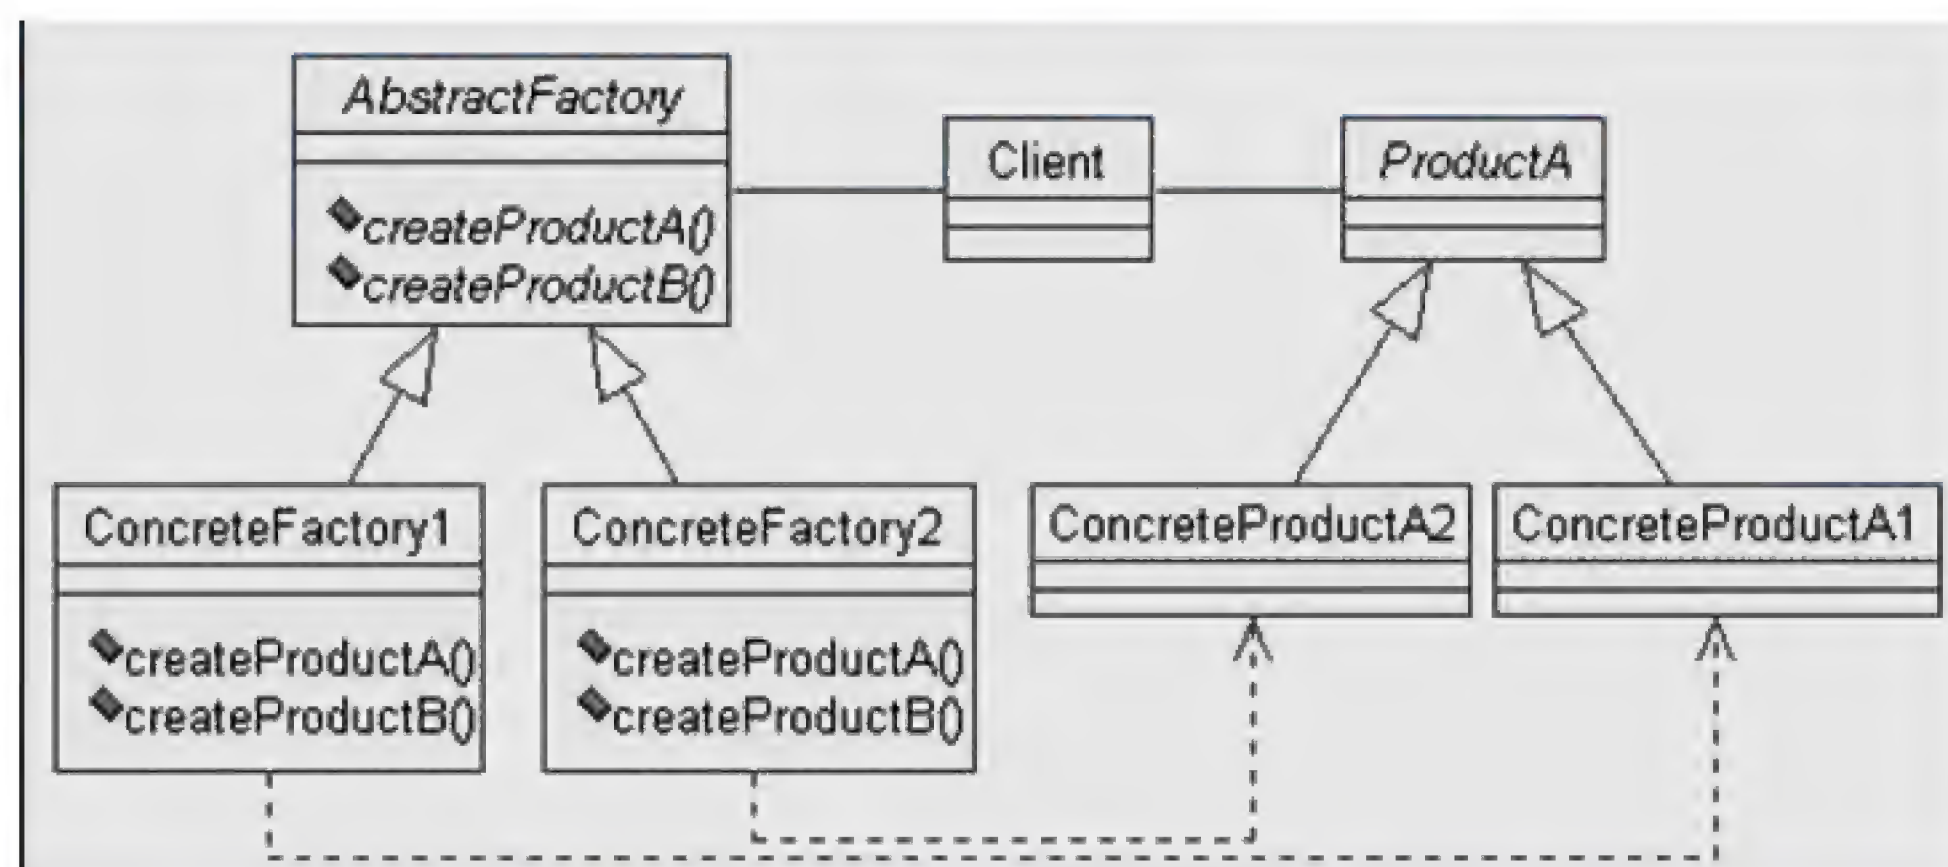 AbstractFactory
createProductA()
createProductB()
Client
ProductA
ConcreteFactory1
createProductA()
createProductB()
ConcreteFactory2
createProductA()
createProductB()
ConcreteProductA2
ConcreteProductA1